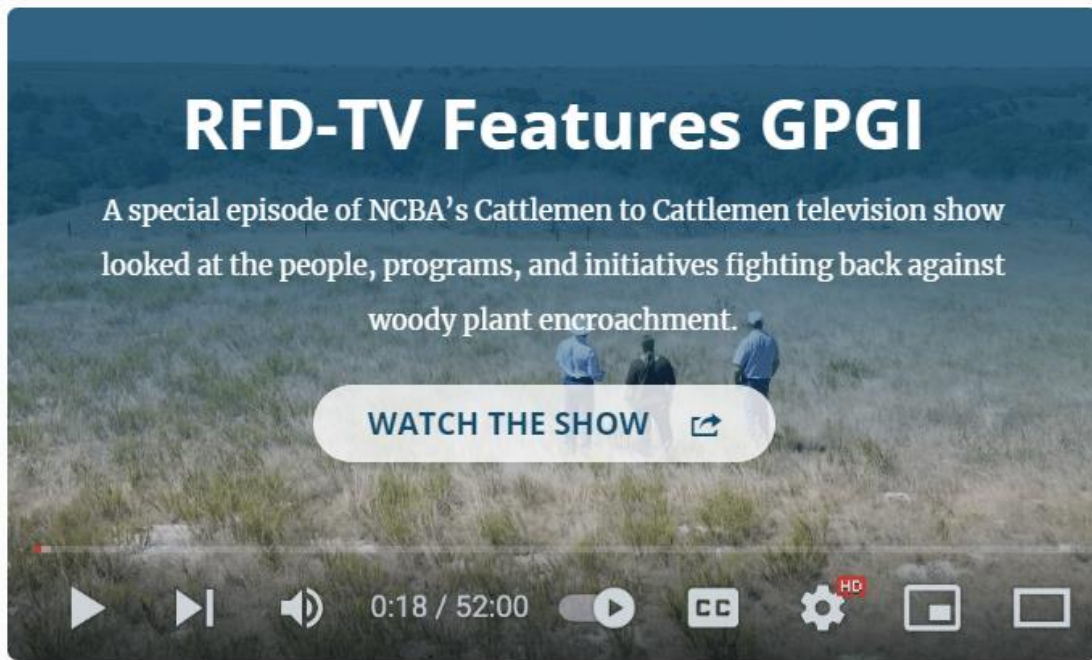 RFD-TV Features GPGI
A special episode of NCBA’s Cattlemen to Cattlemen television show
looked at the people, programs, and initiatives fighting back against
woody plant encroachment.
WATCH THE SHOW
0:18 / 52:00
CC
HD